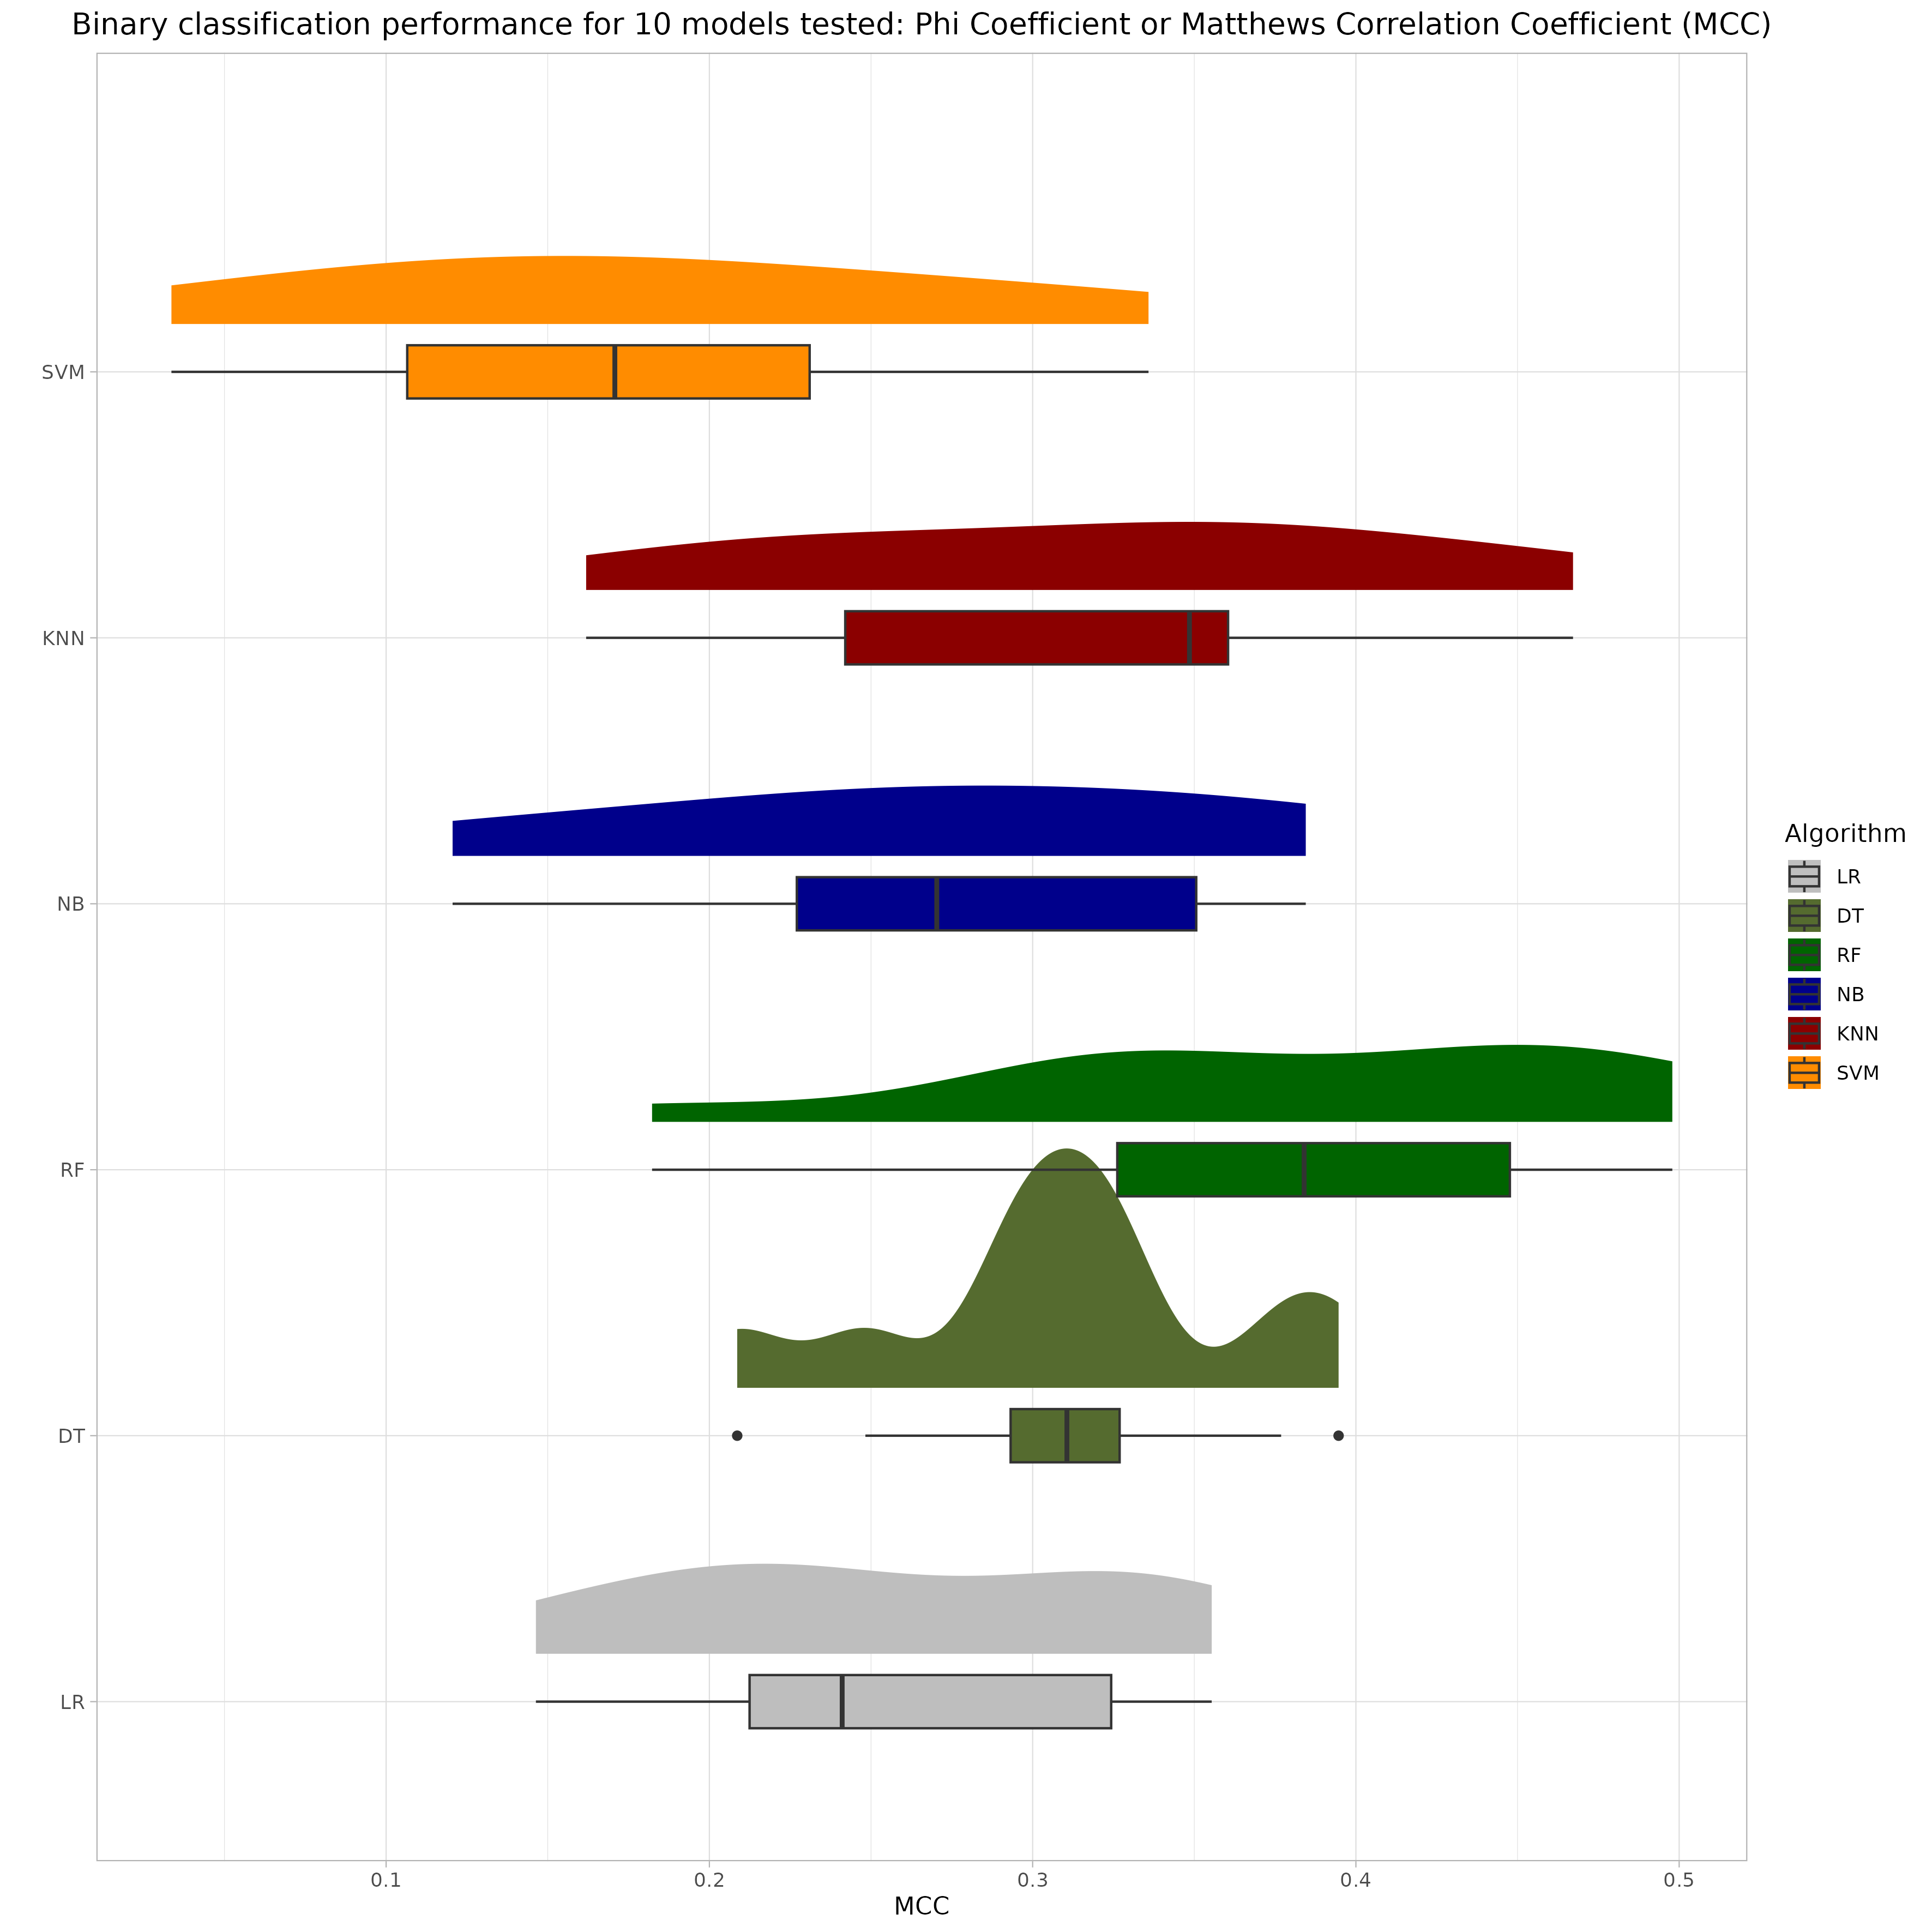 Binary classification performance for 10 models tested: Phi Coefficient or Matthews Correlation Coefficient (MCC)
SVM
KNN
NB
RF
DT
LR
0.1
0.2
0.3
0.4
0.5
MCC
Algorithm
LR
DT
RF
NB
KNN
SVM